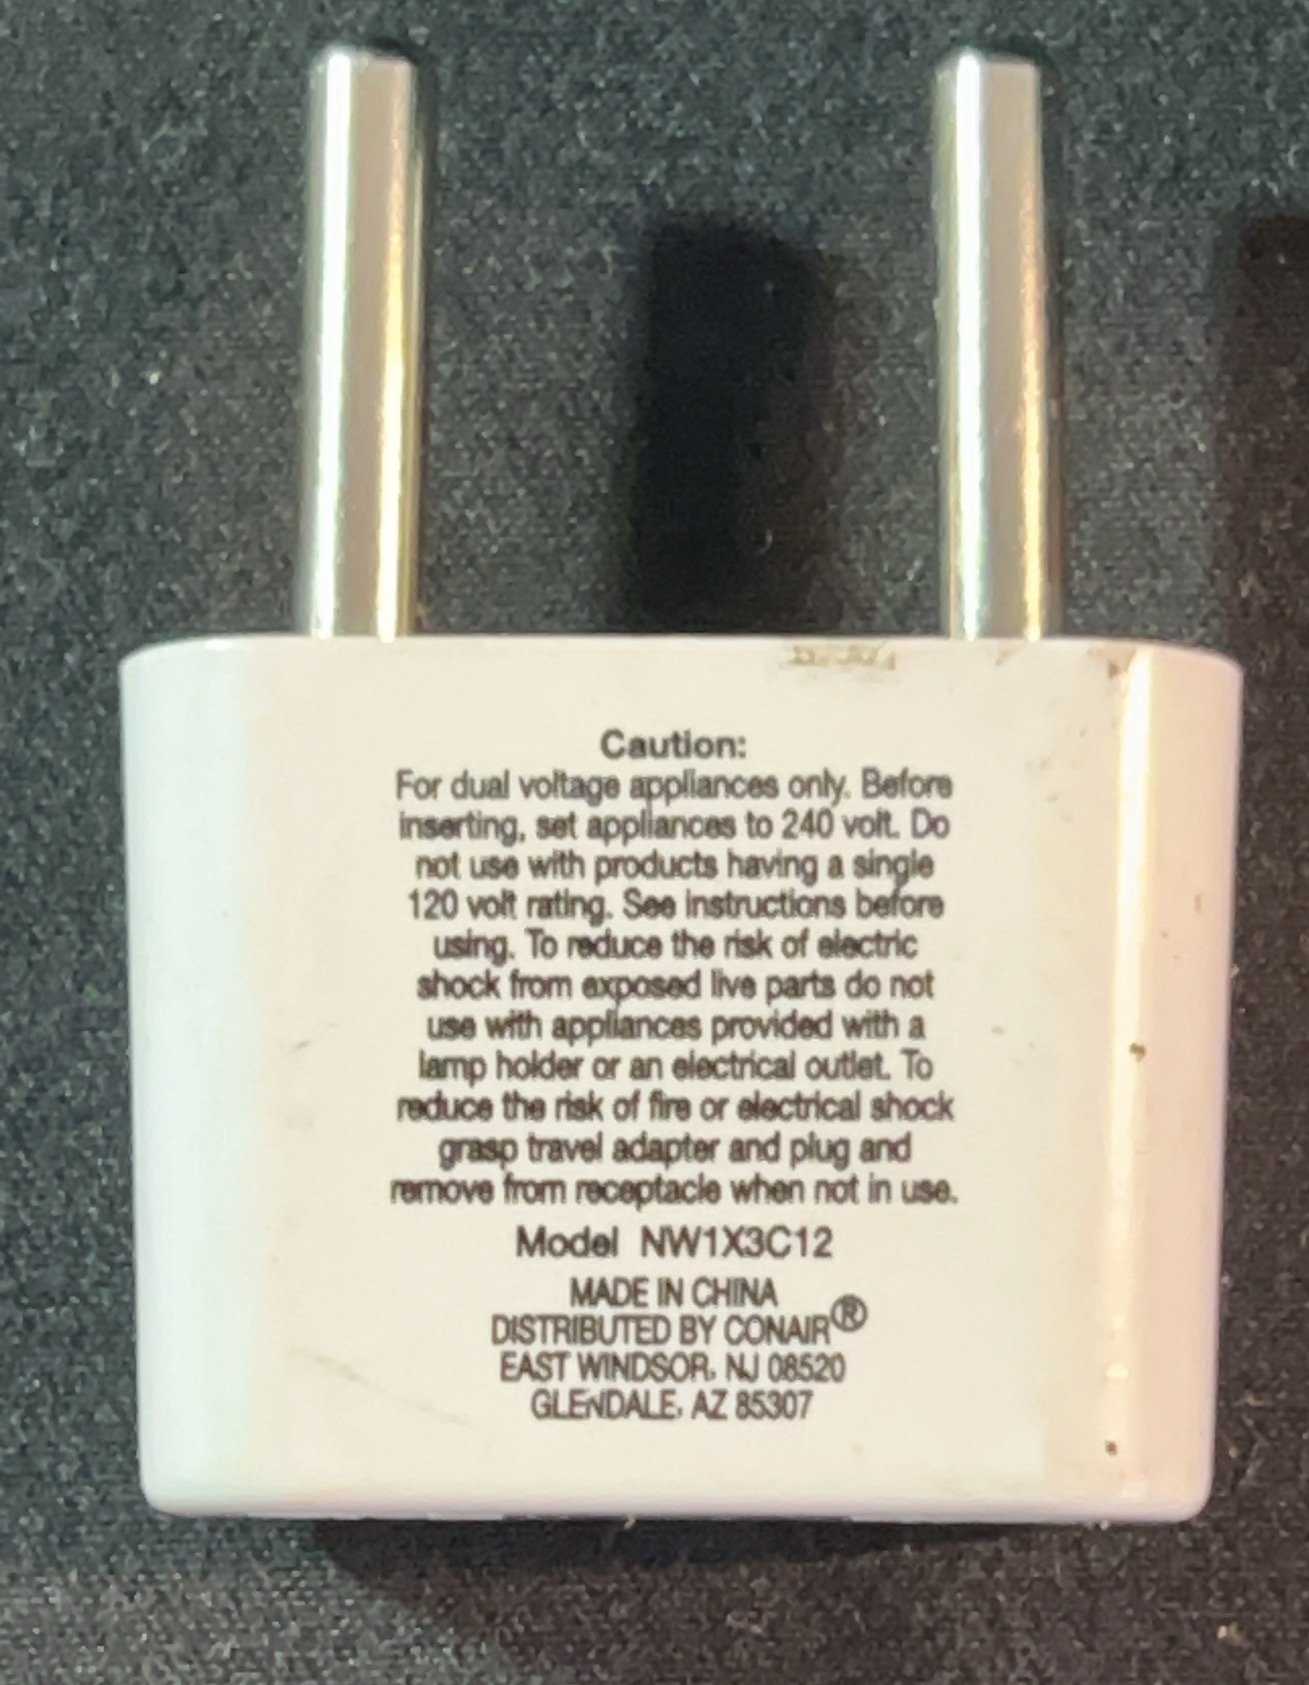 Caution:
For dual voltage appliances only. Before
inserting, set appliances to 240 volt. Do
not use with products having a single
120 volt rating. See instructions before
using. To reduce the risk of electric
shock from exposed live parts do not
use with appliances provided with a
lamp holder or an electrical outlet. To
reduce the risk of fire or electrical shock
grasp travel adapter and plug and
remove from receptacle when not in use.
Model NW1X3C12
MADE IN CHINA
DISTRIBUTED BY CONAIR®
EAST WINDSOR, NJ 08520
GLENDALE, AZ 85307